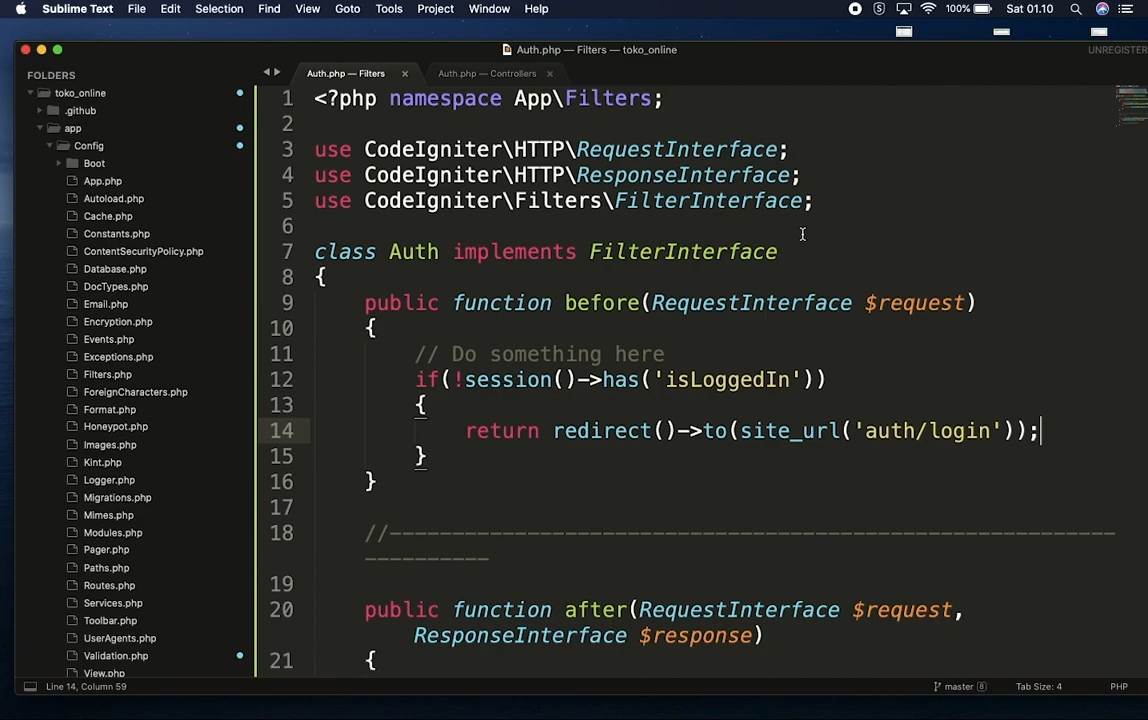 Sublime Text File Edit Selection Find View Goto Tools Project Window Help
100% Sat 01.10
Auth.php — Filters — toko_online
UNREGISTER
FOLDERS
Auth.php — Filters
Auth.php — Controllers
toko_online
.github
app
Config
Boot
App.php
Autoload.php
Cache.php
Constants.php
ContentSecurityPolicy.php
Database.php
DocTypes.php
Email.php
Encryption.php
Events.php
Exceptions.php
Filters.php
ForeignCharacters.php
Format.php
Honeypot.php
Images.php
Kint.php
Logger.php
Migrations.php
Mimes.php
Modules.php
Pager.php
Paths.php
Routes.php
Services.php
Toolbar.php
UserAgents.php
Validation.php
View.php
1 <?php namespace App\Filters;
2
3 use CodeIgniter\HTTP\RequestInterface;
4 use CodeIgniter\HTTP\ResponseInterface;
5 use CodeIgniter\Filters\FilterInterface;
6
7 class Auth implements FilterInterface
8 {
9 public function before(RequestInterface $request)
10 {
11 // Do something here
12 if(!session()->has('isLoggedIn'))
13 {
14 return redirect()->to(site_url('auth/login'));
15 }
16 }
17
18 //----------------------------------------------------------
----------
19
20 public function after(RequestInterface $request,
ResponseInterface $response)
21 {
Line 14, Column 59
master 8
Tab Size: 4
PHP